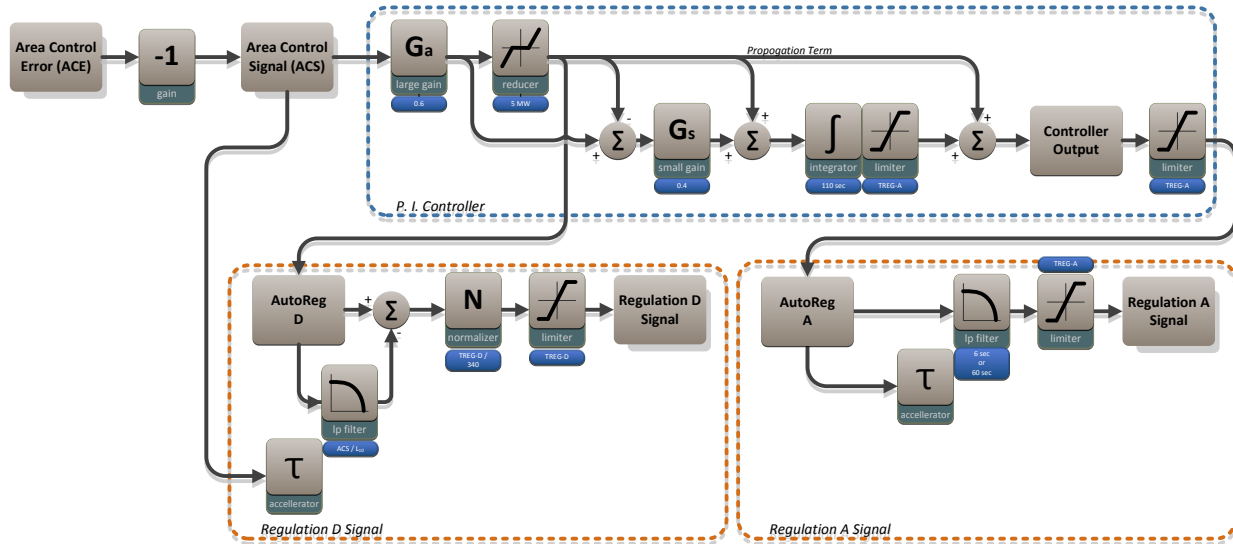 Area Control
Error (ACE)
-1
gain
Area Control
Signal (ACS)
Ga
large gain
0.6
reducer
5 MW
Propogation Term
-
+
Σ
Gs
small gain
0.4
+
+
Σ
∫
integrator
110 sec
limiter
TREG-A
+
+
Σ
Controller
Output
limiter
TREG-A
P. I. Controller
AutoReg
D
+
-
Σ
N
normalizer
TREG-D /
340
limiter
TREG-D
Regulation D
Signal
lp filter
ACS / L₁₀
τ
accellerator
Regulation D Signal
AutoReg
A
lp filter
6 sec
or
60 sec
TREG-A
limiter
Regulation A
Signal
τ
accellerator
Regulation A Signal